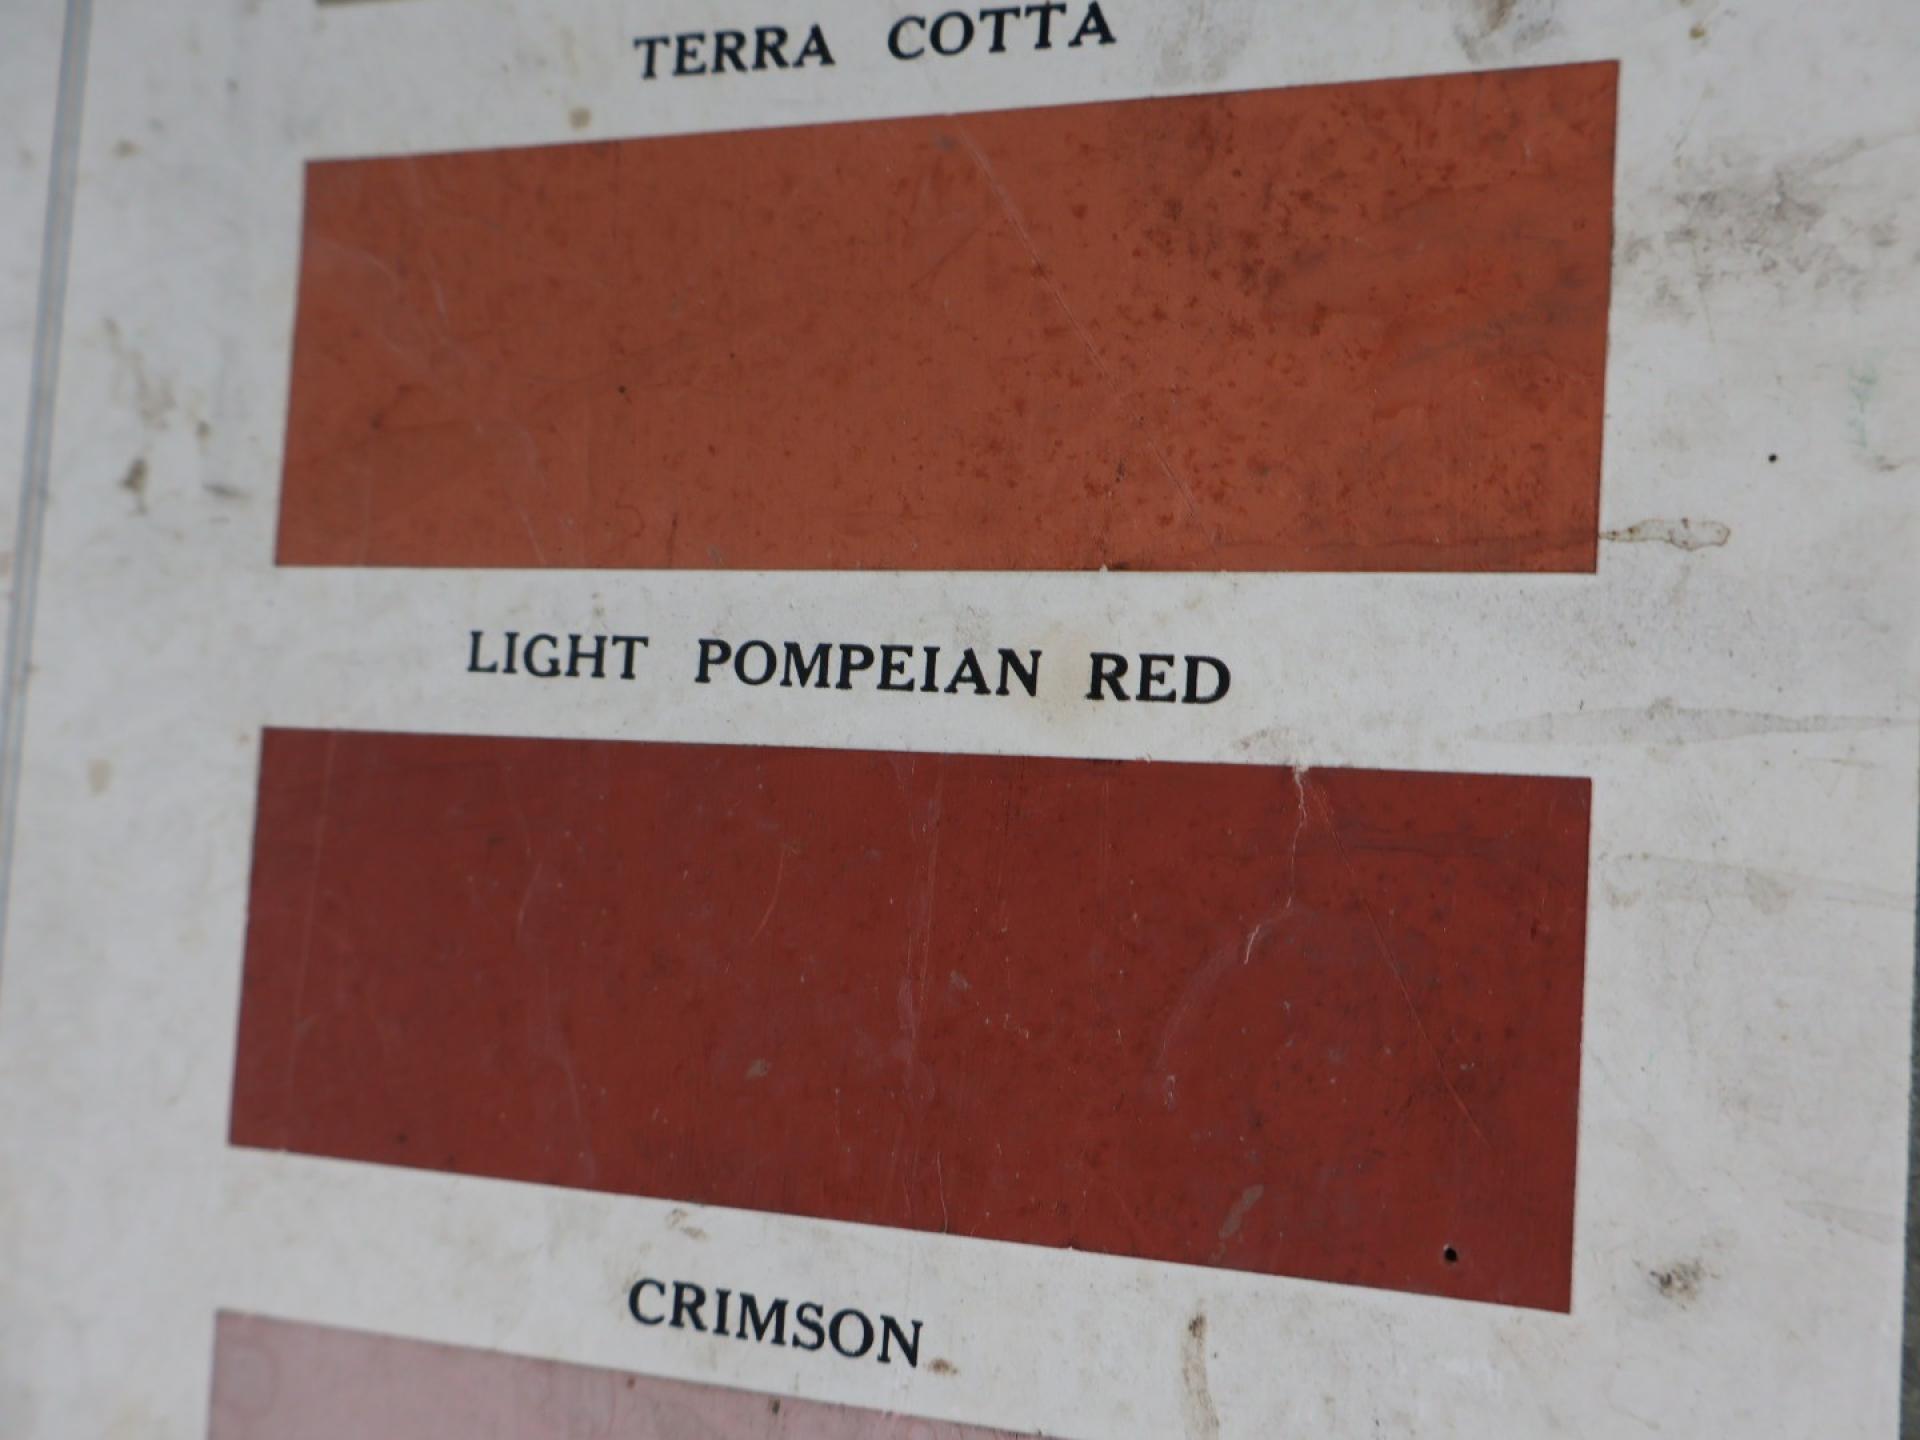 TERRA COTTA
LIGHT POMPEIAN RED
CRIMSON